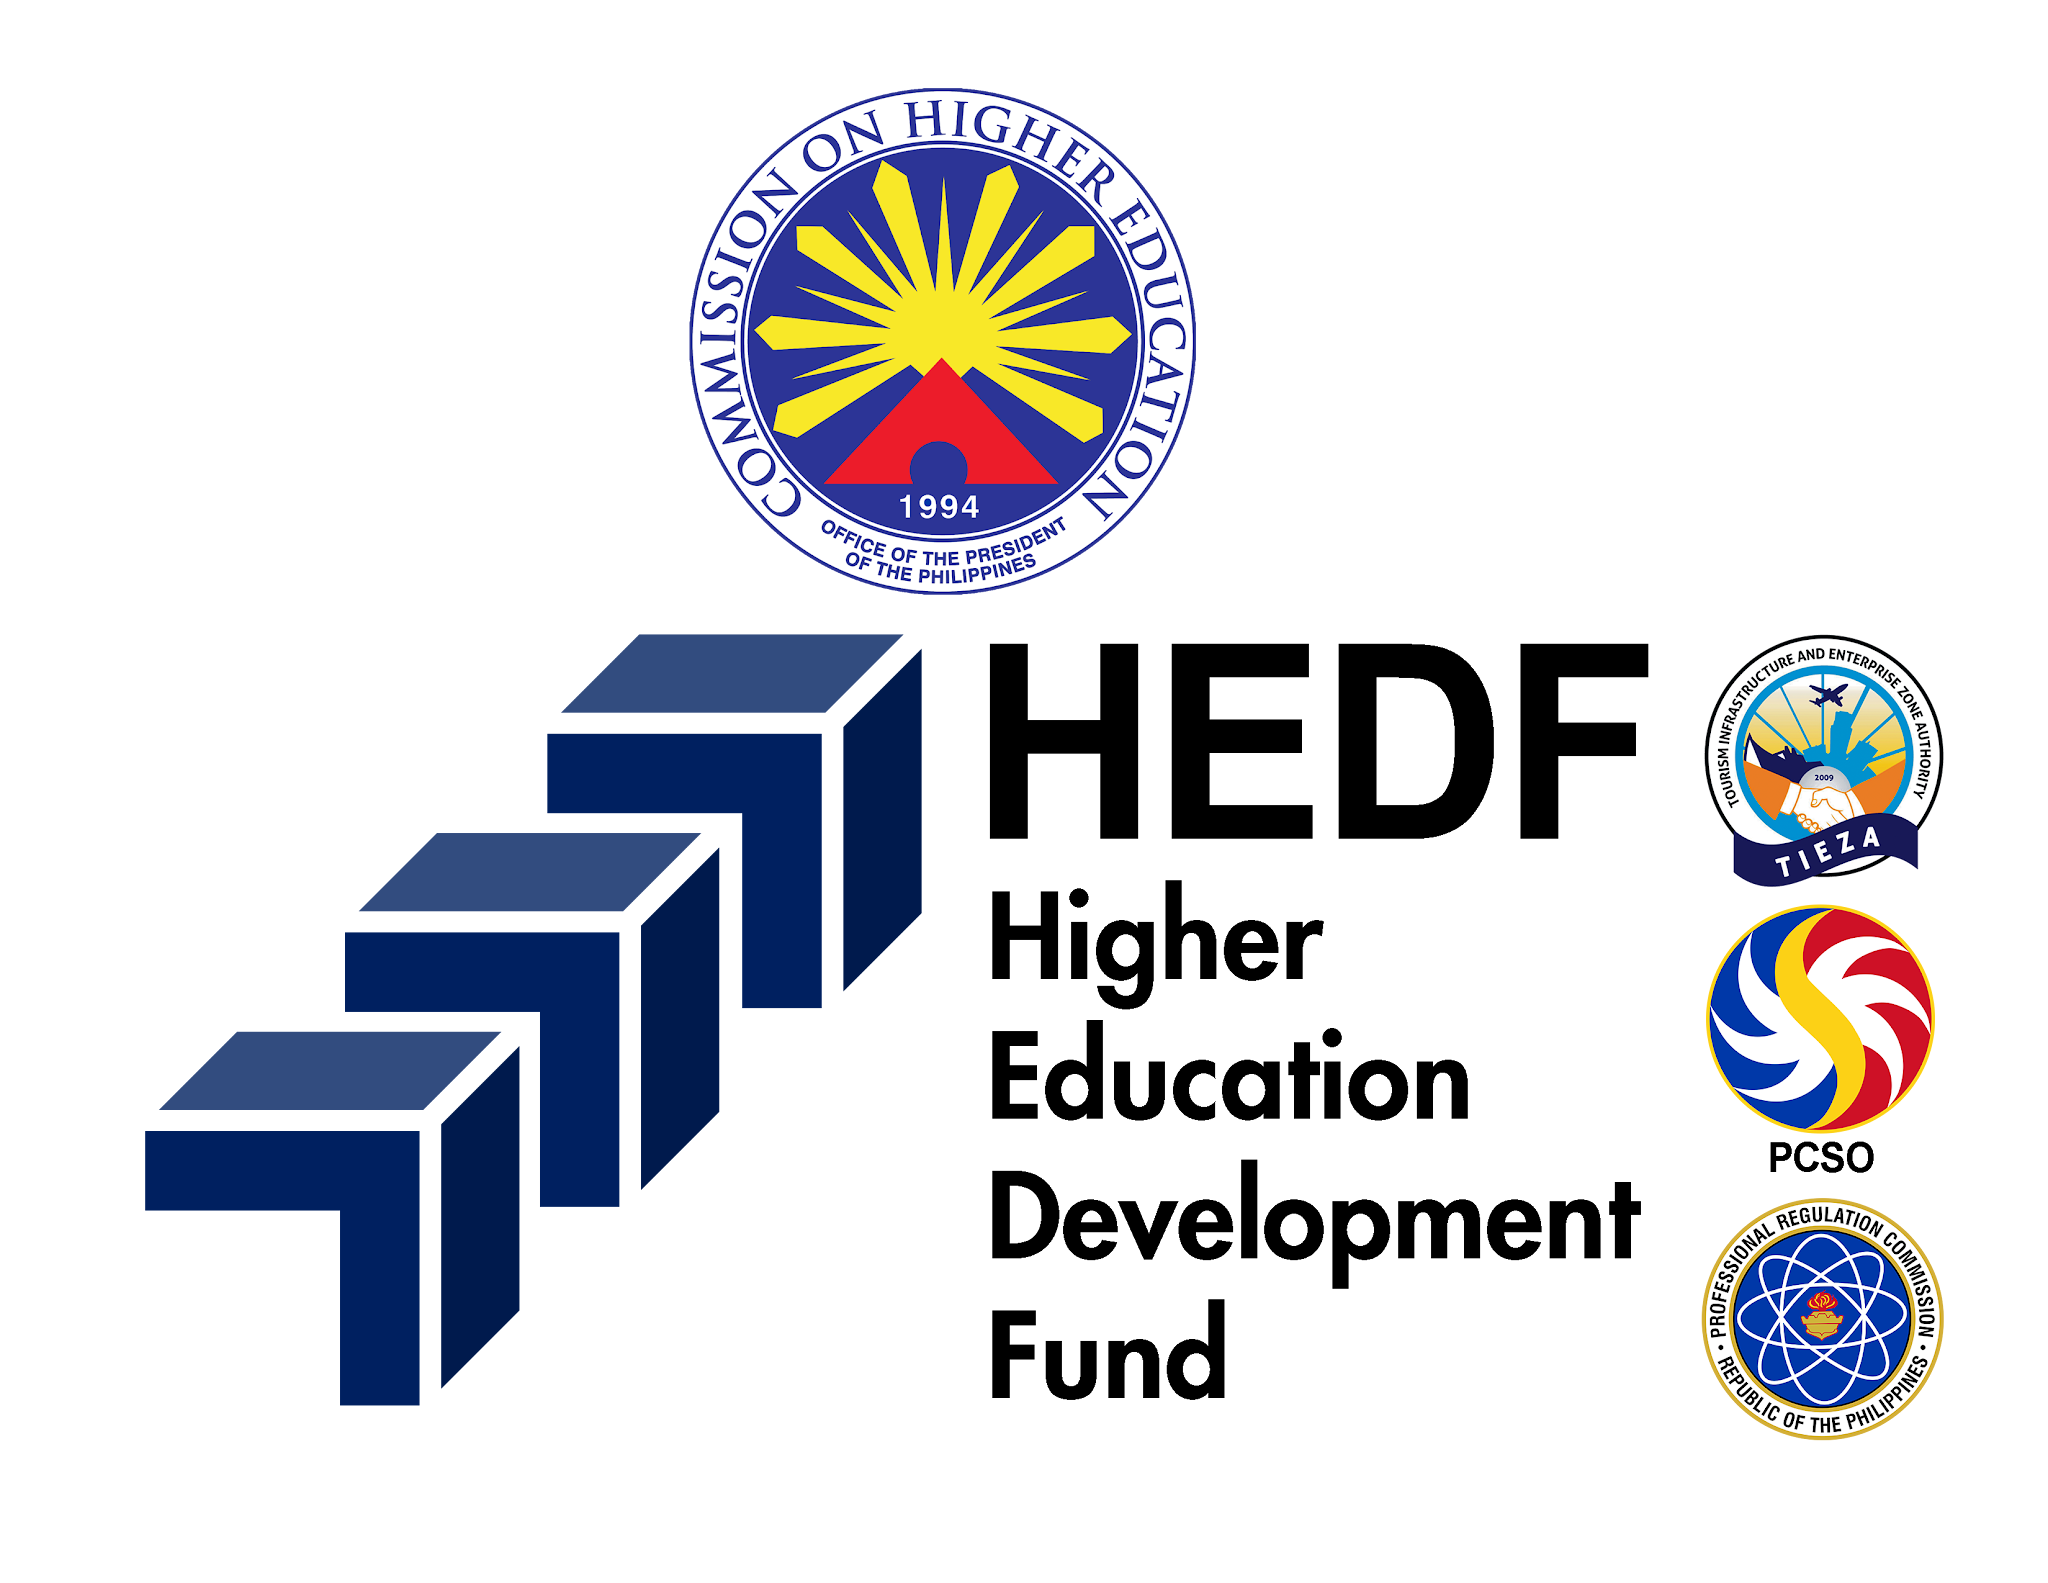 COMMISSION ON HIGHER EDUCATION
1994
OFFICE OF THE PRESIDENT
OF THE PHILIPPINES
HEDF
Higher
Education
Development
Fund
TOURISM INFRASTRUCTURE AND ENTERPRISE ZONE AUTHORITY
2009
TIEZA
PCSO
PROFESSIONAL REGULATION COMMISSION
• REPUBLIC OF THE PHILIPPINES •